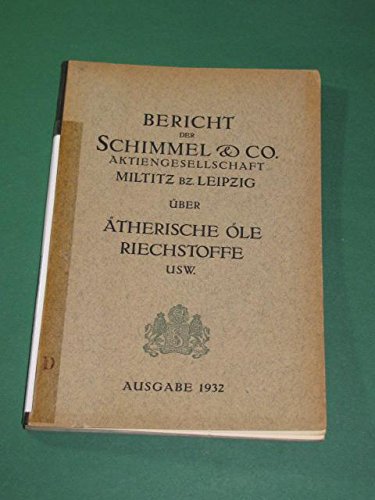 BERICHT
DER
SCHIMMEL & CO.
AKTIENGESELLSCHAFT
MILTITZ BZ. LEIPZIG
ÜBER
ÄTHERISCHE ÖLE
RIECHSTOFFE
USW.
D
AUSGABE 1932